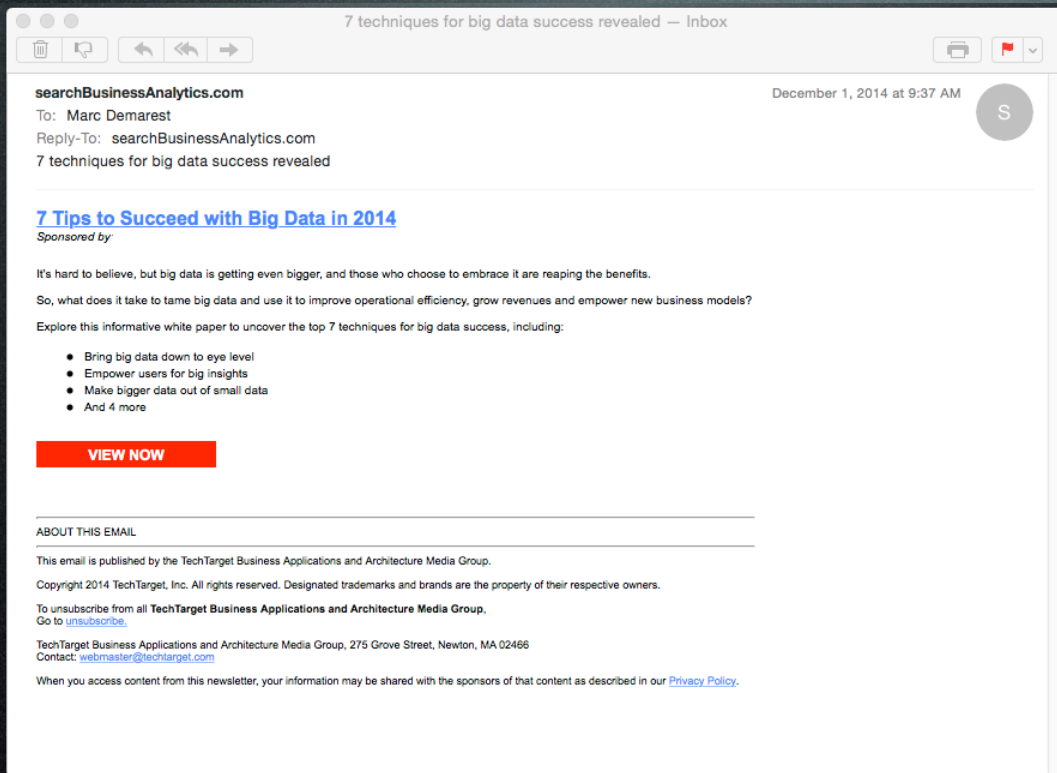 7 techniques for big data success revealed — Inbox
searchBusinessAnalytics.com
December 1, 2014 at 9:37 AM
S
To: Marc Demarest
Reply-To: searchBusinessAnalytics.com
7 techniques for big data success revealed
7 Tips to Succeed with Big Data in 2014
Sponsored by
It's hard to believe, but big data is getting even bigger, and those who choose to embrace it are reaping the benefits.
So, what does it take to tame big data and use it to improve operational efficiency, grow revenues and empower new business models?
Explore this informative white paper to uncover the top 7 techniques for big data success, including:
• Bring big data down to eye level
• Empower users for big insights
• Make bigger data out of small data
• And 4 more
VIEW NOW
ABOUT THIS EMAIL
This email is published by the TechTarget Business Applications and Architecture Media Group.
Copyright 2014 TechTarget, Inc. All rights reserved. Designated trademarks and brands are the property of their respective owners.
To unsubscribe from all TechTarget Business Applications and Architecture Media Group,
Go to unsubscribe.
TechTarget Business Applications and Architecture Media Group, 275 Grove Street, Newton, MA 02466
Contact: webmaster@techtarget.com
When you access content from this newsletter, your information may be shared with the sponsors of that content as described in our Privacy Policy.